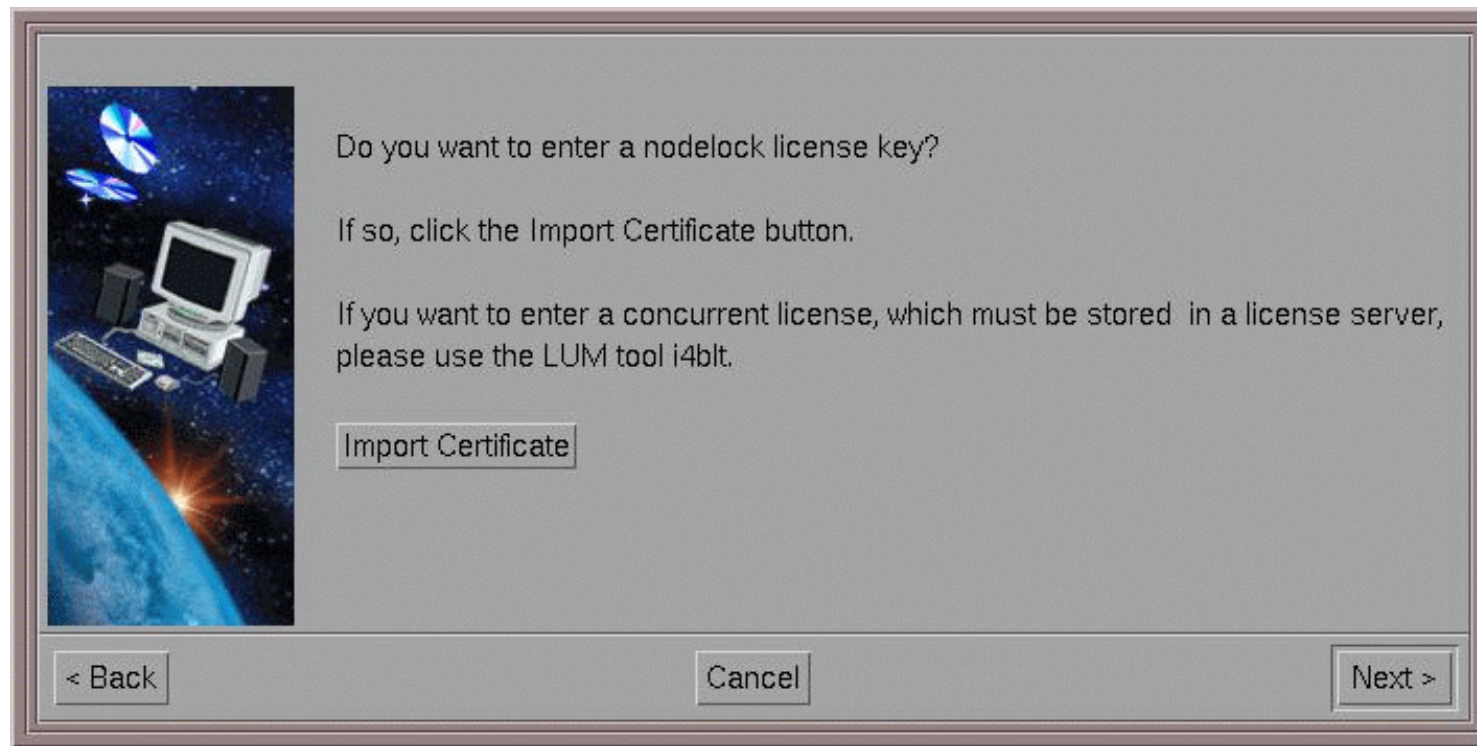 Do you want to enter a nodelock license key?
If so, click the Import Certificate button.
If you want to enter a concurrent license, which must be stored  in a license server,
please use the LUM tool i4blt.
Import Certificate
< Back
Cancel
Next >